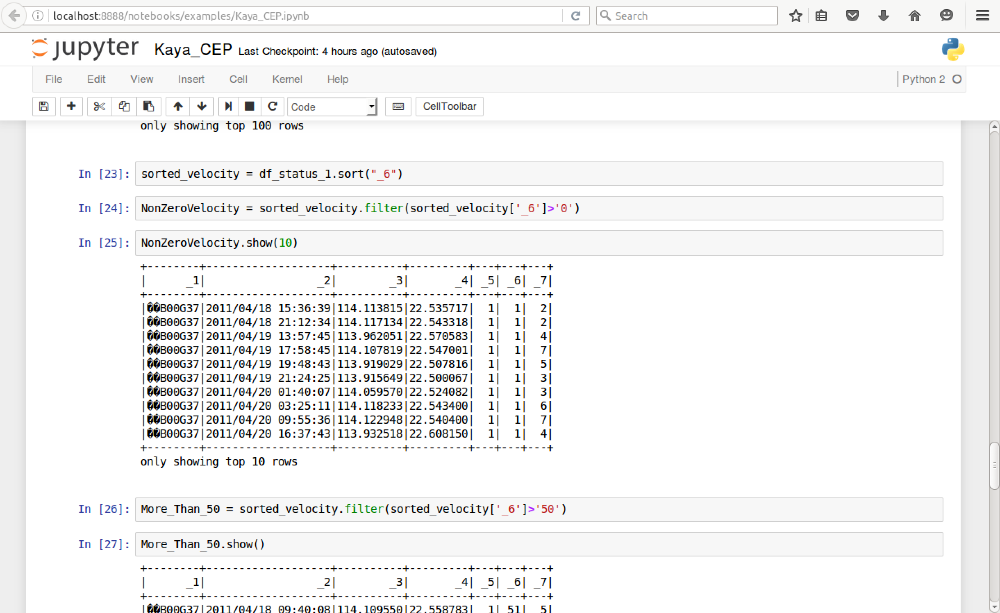 localhost:8888/notebooks/examples/Kaya_CEP.ipynb
Search
jupyter
Kaya_CEP Last Checkpoint: 4 hours ago (autosaved)
File Edit View Insert Cell Kernel Help
Python 2
Code
CellToolbar
only showing top 100 rows
In [23]: sorted_velocity = df_status_1.sort("_6")
In [24]: NonZeroVelocity = sorted_velocity.filter(sorted_velocity['_6']>'0')
In [25]: NonZeroVelocity.show(10)
+--------+-------------------+----------+---------+---+---+---+
|      _1|                 _2|        _3|       _4| _5| _6| _7|
+--------+-------------------+----------+---------+---+---+---+
|��B00G37|2011/04/18 15:36:39|114.113815|22.535717|  1|  1|  2|
|��B00G37|2011/04/18 21:12:34|114.117134|22.543318|  1|  1|  2|
|��B00G37|2011/04/19 13:57:45|113.962051|22.570583|  1|  1|  4|
|��B00G37|2011/04/19 17:58:45|114.107819|22.547001|  1|  1|  7|
|��B00G37|2011/04/19 19:48:43|113.919029|22.507816|  1|  1|  5|
|��B00G37|2011/04/19 21:24:25|113.915649|22.500067|  1|  1|  3|
|��B00G37|2011/04/20 01:40:07|114.059570|22.524082|  1|  1|  3|
|��B00G37|2011/04/20 03:25:11|114.118233|22.543400|  1|  1|  6|
|��B00G37|2011/04/20 09:55:36|114.122948|22.540400|  1|  1|  7|
|��B00G37|2011/04/20 16:37:43|113.932518|22.608150|  1|  1|  4|
+--------+-------------------+----------+---------+---+---+---+
only showing top 10 rows
In [26]: More_Than_50 = sorted_velocity.filter(sorted_velocity['_6']>'50')
In [27]: More_Than_50.show()
+--------+-------------------+----------+---------+---+---+---+
|      _1|                 _2|        _3|       _4| _5| _6| _7|
+--------+-------------------+----------+---------+---+---+---+
|��B00G37|2011/04/18 09:40:08|114.109550|22.558783|  1| 51|  5|